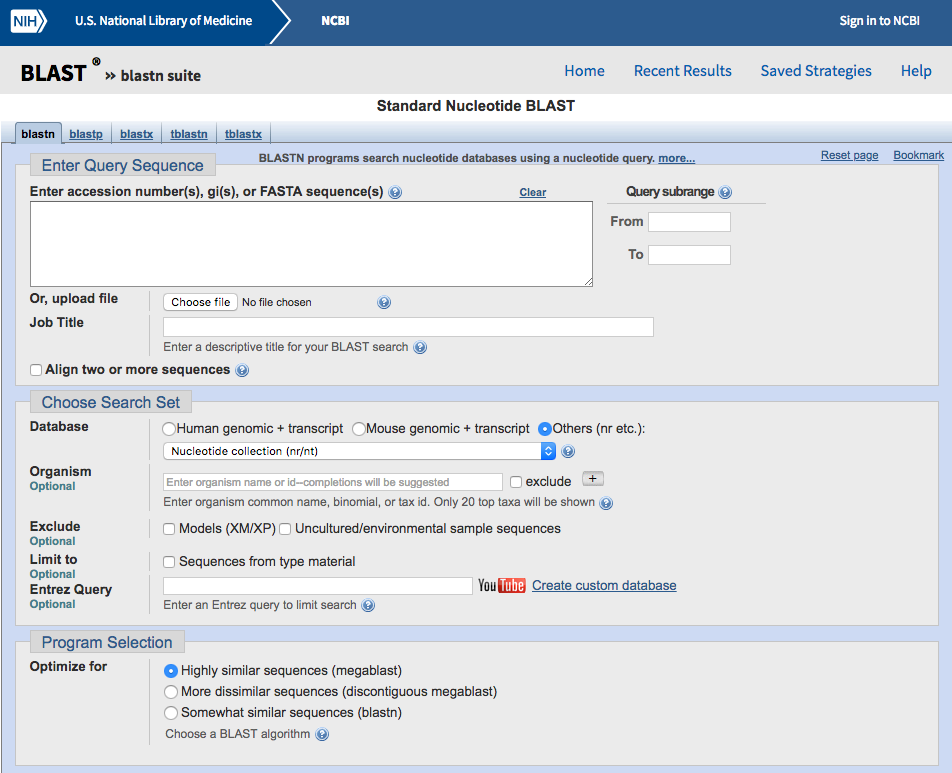 NIH U.S. National Library of Medicine NCBI Sign in to NCBI
BLAST ® » blastn suite Home Recent Results Saved Strategies Help
Standard Nucleotide BLAST
blastn blastp blastx tblastn tblastx
Enter Query Sequence BLASTN programs search nucleotide databases using a nucleotide query. more... Reset page Bookmark
Enter accession number(s), gi(s), or FASTA sequence(s) ? Clear Query subrange ?
From
To
Or, upload file Choose file No file chosen ?
Job Title
Enter a descriptive title for your BLAST search ?
Align two or more sequences ?
Choose Search Set
Database Human genomic + transcript Mouse genomic + transcript Others (nr etc.):
Nucleotide collection (nr/nt) ?
Organism
Optional Enter organism name or id--completions will be suggested exclude +
Enter organism common name, binomial, or tax id. Only 20 top taxa will be shown ?
Exclude Models (XM/XP) Uncultured/environmental sample sequences
Optional
Limit to Sequences from type material
Optional
Entrez Query YouTube Create custom database
Optional Enter an Entrez query to limit search ?
Program Selection
Optimize for Highly similar sequences (megablast)
More dissimilar sequences (discontiguous megablast)
Somewhat similar sequences (blastn)
Choose a BLAST algorithm ?